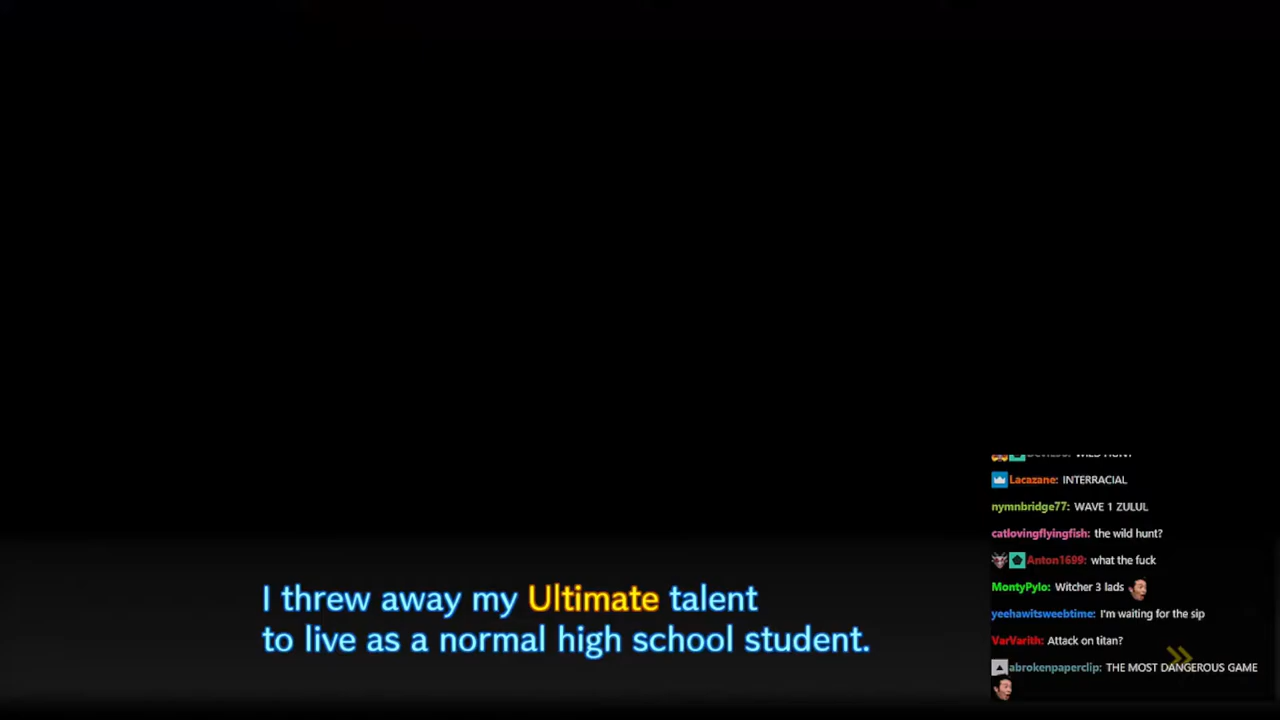 Lacazane: INTERRACIAL
nymnbridge77: WAVE 1 ZULUL
catlovingflyingfish: the wild hunt?
Anton1699: what the fuck
MontyPylo: Witcher 3 lads
yeehawitsweebtime: I'm waiting for the sip
VarVarith: Attack on titan?
abrokenpaperclip: THE MOST DANGEROUS GAME
I threw away my Ultimate talent
to live as a normal high school student.